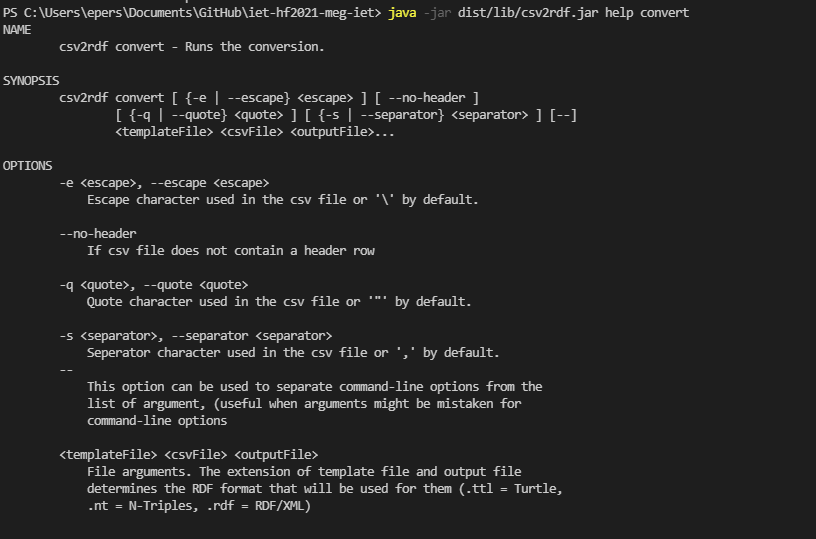 PS C:\Users\epers\Documents\GitHub\iet-hf2021-meg-iet> java -jar dist/lib/csv2rdf.jar help convert
NAME
csv2rdf convert - Runs the conversion.
SYNOPSIS
csv2rdf convert [ {-e | --escape} <escape> ] [ --no-header ]
[ {-q | --quote} <quote> ] [ {-s | --separator} <separator> ] [--]
<templateFile> <csvFile> <outputFile>...
OPTIONS
-e <escape>, --escape <escape>
Escape character used in the csv file or '\' by default.
--no-header
If csv file does not contain a header row
-q <quote>, --quote <quote>
Quote character used in the csv file or '"' by default.
-s <separator>, --separator <separator>
Seperator character used in the csv file or ',' by default.
--
This option can be used to separate command-line options from the
list of argument, (useful when arguments might be mistaken for
command-line options
<templateFile> <csvFile> <outputFile>
File arguments. The extension of template file and output file
determines the RDF format that will be used for them (.ttl = Turtle,
.nt = N-Triples, .rdf = RDF/XML)